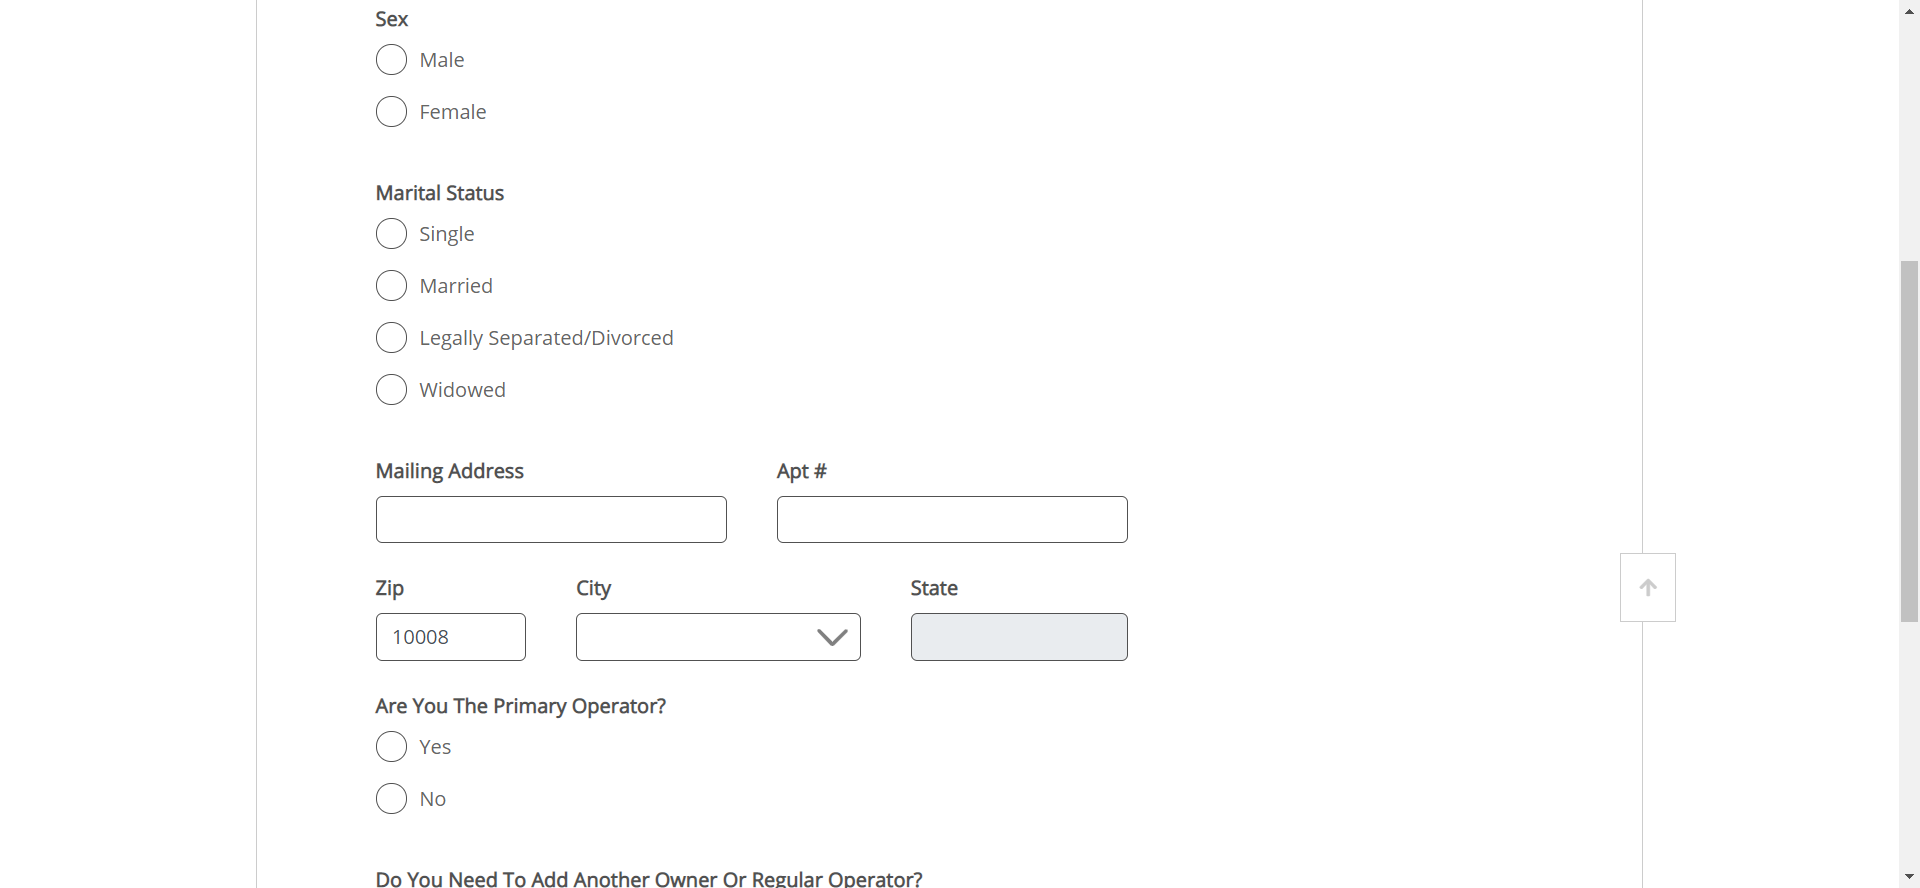 Sex
Male
Female
Marital Status
Single
Married
Legally Separated/Divorced
Widowed
Mailing Address
Apt #
Zip
City
State
10008
Are You The Primary Operator?
Yes
No
Do You Need To Add Another Owner Or Regular Operator?